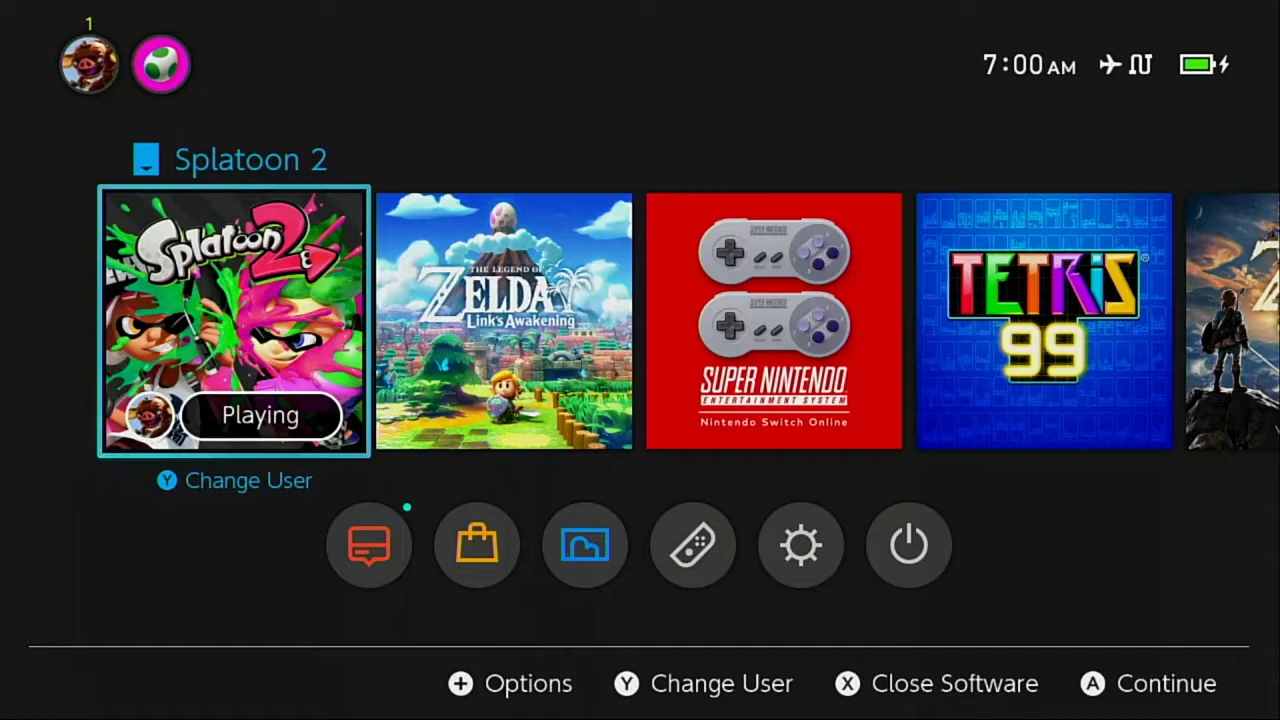 1
7:00 AM
Splatoon 2
Splatoon 2
Playing
THE LEGEND OF
ZELDA
Link's Awakening
SUPER NINTENDO
ENTERTAINMENT SYSTEM
Nintendo Switch Online
TETRIS®
99
Y Change User
+ Options
Y Change User
X Close Software
A Continue